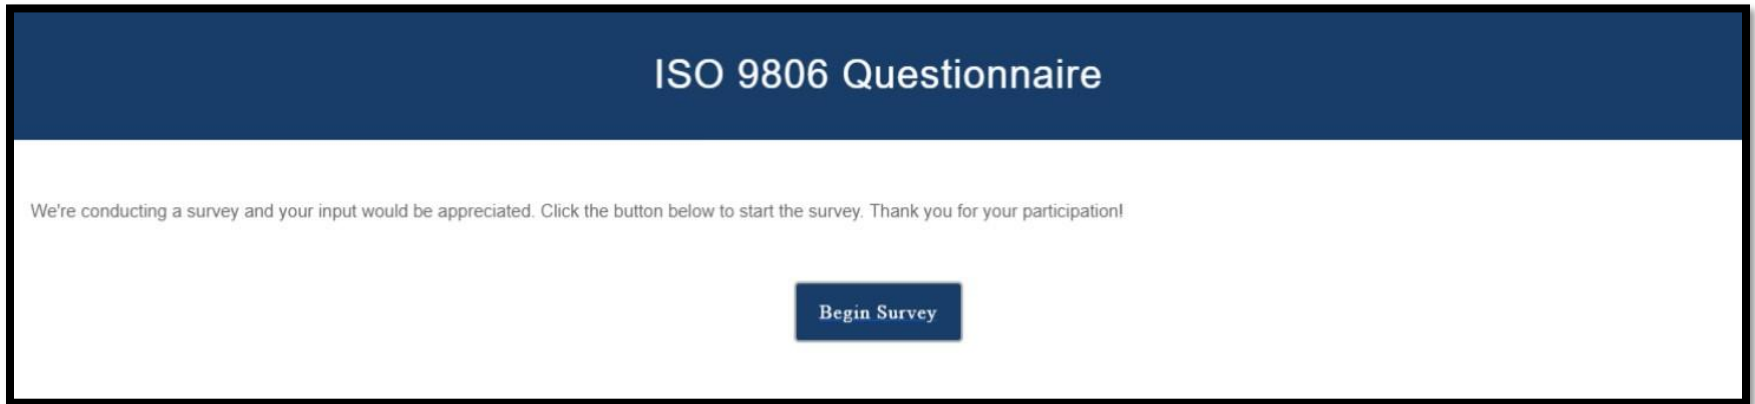 ISO 9806 Questionnaire
We're conducting a survey and your input would be appreciated. Click the button below to start the survey. Thank you for your participation!
Begin Survey